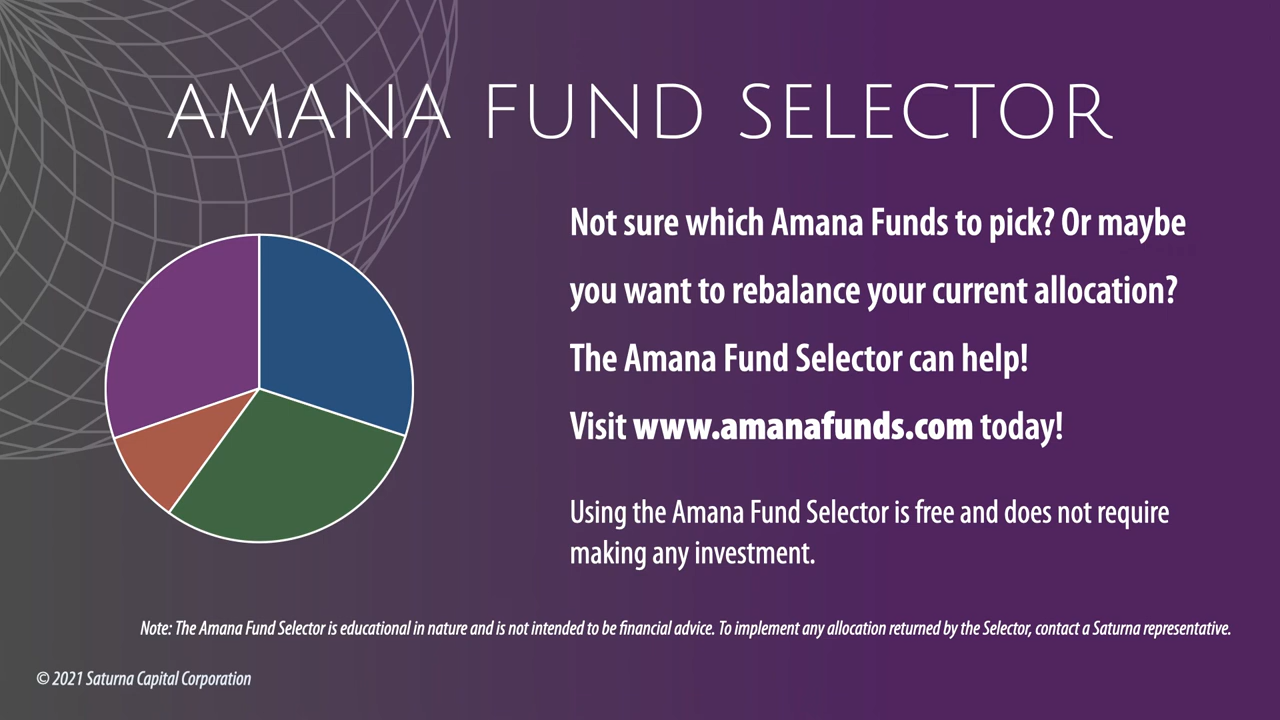 AMANA FUND SELECTOR
Not sure which Amana Funds to pick? Or maybe
you want to rebalance your current allocation?
The Amana Fund Selector can help!
Visit www.amanafunds.com today!
Using the Amana Fund Selector is free and does not require
making any investment.
Note: The Amana Fund Selector is educational in nature and is not intended to be financial advice. To implement any allocation returned by the Selector, contact a Saturna representative.
© 2021 Saturna Capital Corporation